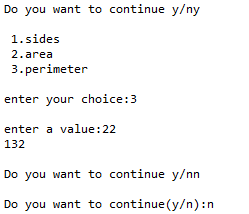 Do you want to continue y/ny
1.sides
2.area
3.perimeter
enter your choice:3
enter a value:22
132
Do you want to continue y/nn
Do you want to continue(y/n):n